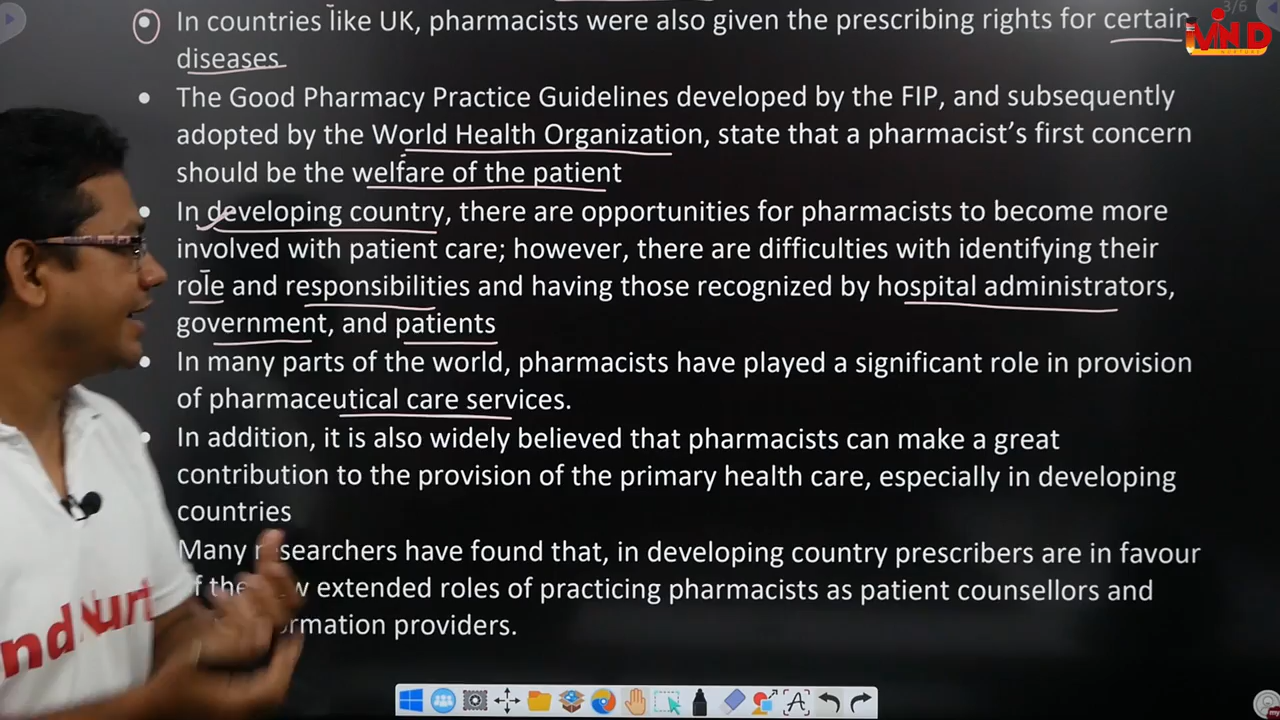 3/6
In countries like UK, pharmacists were also given the prescribing rights for certain
MIND
diseases
The Good Pharmacy Practice Guidelines developed by the FIP, and subsequently
adopted by the World Health Organization, state that a pharmacist's first concern
should be the welfare of the patient
In developing country, there are opportunities for pharmacists to become more
involved with patient care; however, there are difficulties with identifying their
role and responsibilities and having those recognized by hospital administrators,
government, and patients
In many parts of the world, pharmacists have played a significant role in provision
of pharmaceutical care services.
In addition, it is also widely believed that pharmacists can make a great
contribution to the provision of the primary health care, especially in developing
countries
Many researchers have found that, in developing country prescribers are in favour
extended roles of practicing pharmacists as patient counsellors and
providers.